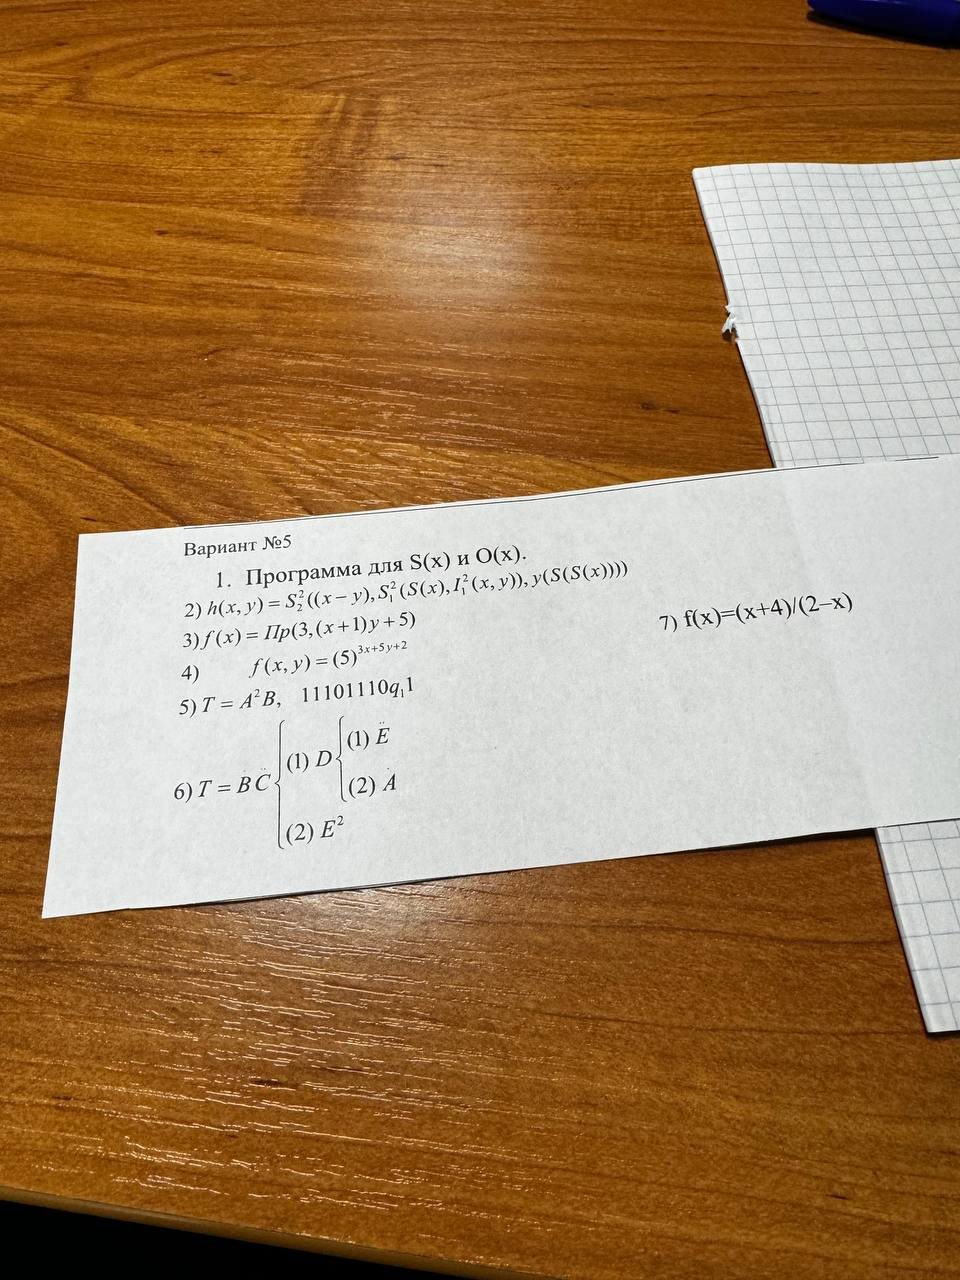 Вариант №5
1. Программа для S(x) и O(x).
2) h(x, y) = S₂²((x − y), S₁²(S(x), I₁²(x, y)), y(S(S(x))))
3) f(x) = Пр(3, (x + 1)y + 5)
7) f(x)=(x+4)/(2−x)
4) f(x, y) = (5)^{3x+5y+2}
5) T = A²B, 11101110q₁1
6) T = Ḃ C̈ { (1) D { (1) Ë
(2) Ȧ
(2) E²